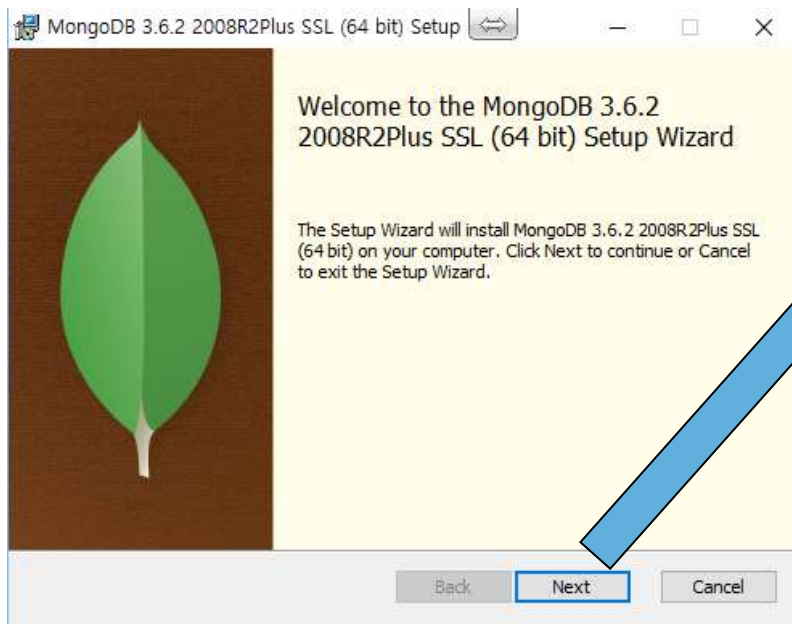 MongoDB 3.6.2 2008R2Plus SSL (64 bit) Setup
Welcome to the MongoDB 3.6.2
2008R2Plus SSL (64 bit) Setup Wizard
The Setup Wizard will install MongoDB 3.6.2 2008R2Plus SSL
(64 bit) on your computer. Click Next to continue or Cancel
to exit the Setup Wizard.
Back Next Cancel